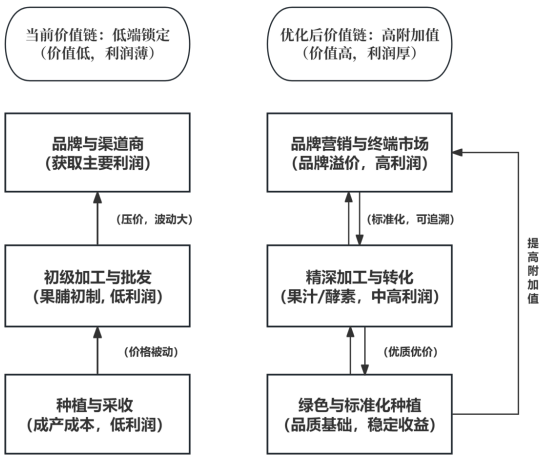 当前价值链：低端锁定
（价值低，利润薄）
优化后价值链：高附加值
（价值高，利润厚）
品牌与渠道商
（获取主要利润）
（压价，波动大）
初级加工与批发
（果脯初制，低利润）
（价格被动）
种植与采收
（成产成本，低利润）
品牌营销与终端市场
（品牌溢价，高利润）
（标准化，可追溯）
精深加工与转化
（果汁/酵素，中高利润）
（优质优价）
绿色与标准化种植
（品质基础，稳定收益）
提高附加值